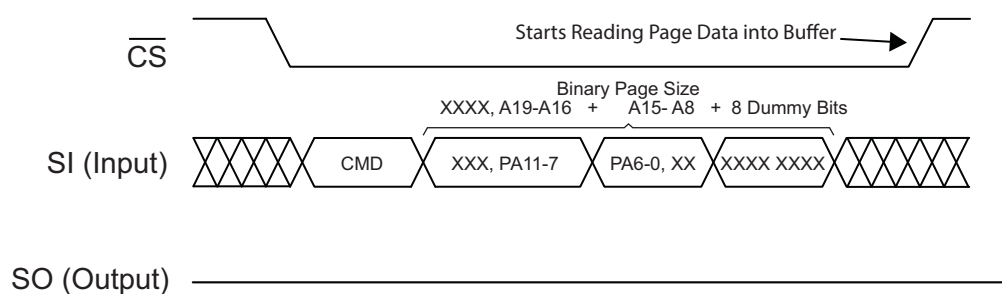 Starts Reading Page Data into Buffer
CS
Binary Page Size
XXXX, A19-A16 + A15- A8 + 8 Dummy Bits
SI (Input)
CMD
XXX, PA11-7
PA6-0, XX
XXXX XXXX
SO (Output)